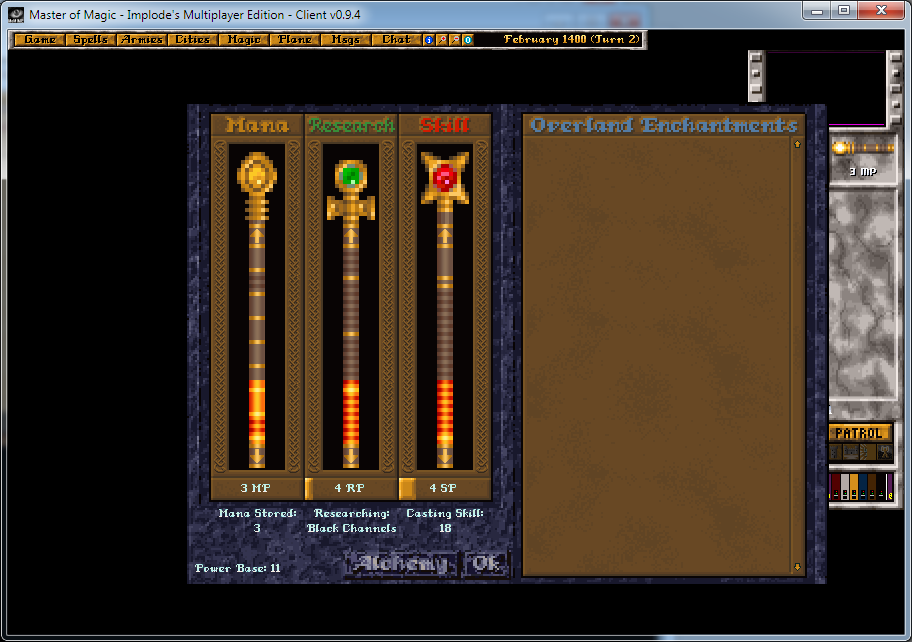 Master of Magic - Implode's Multiplayer Edition - Client v0.9.4
Game Spells Armies Cities Magic Plane Msgs Chat February 1400 (Turn 2)
Mana Research Skill Overland Enchantments
3 MP
3 MP 4 RP 4 SP
Mana Stored: Researching: Casting Skill:
3 Black Channels 18
Power Base: 11 Alchemy Ok
PATROL